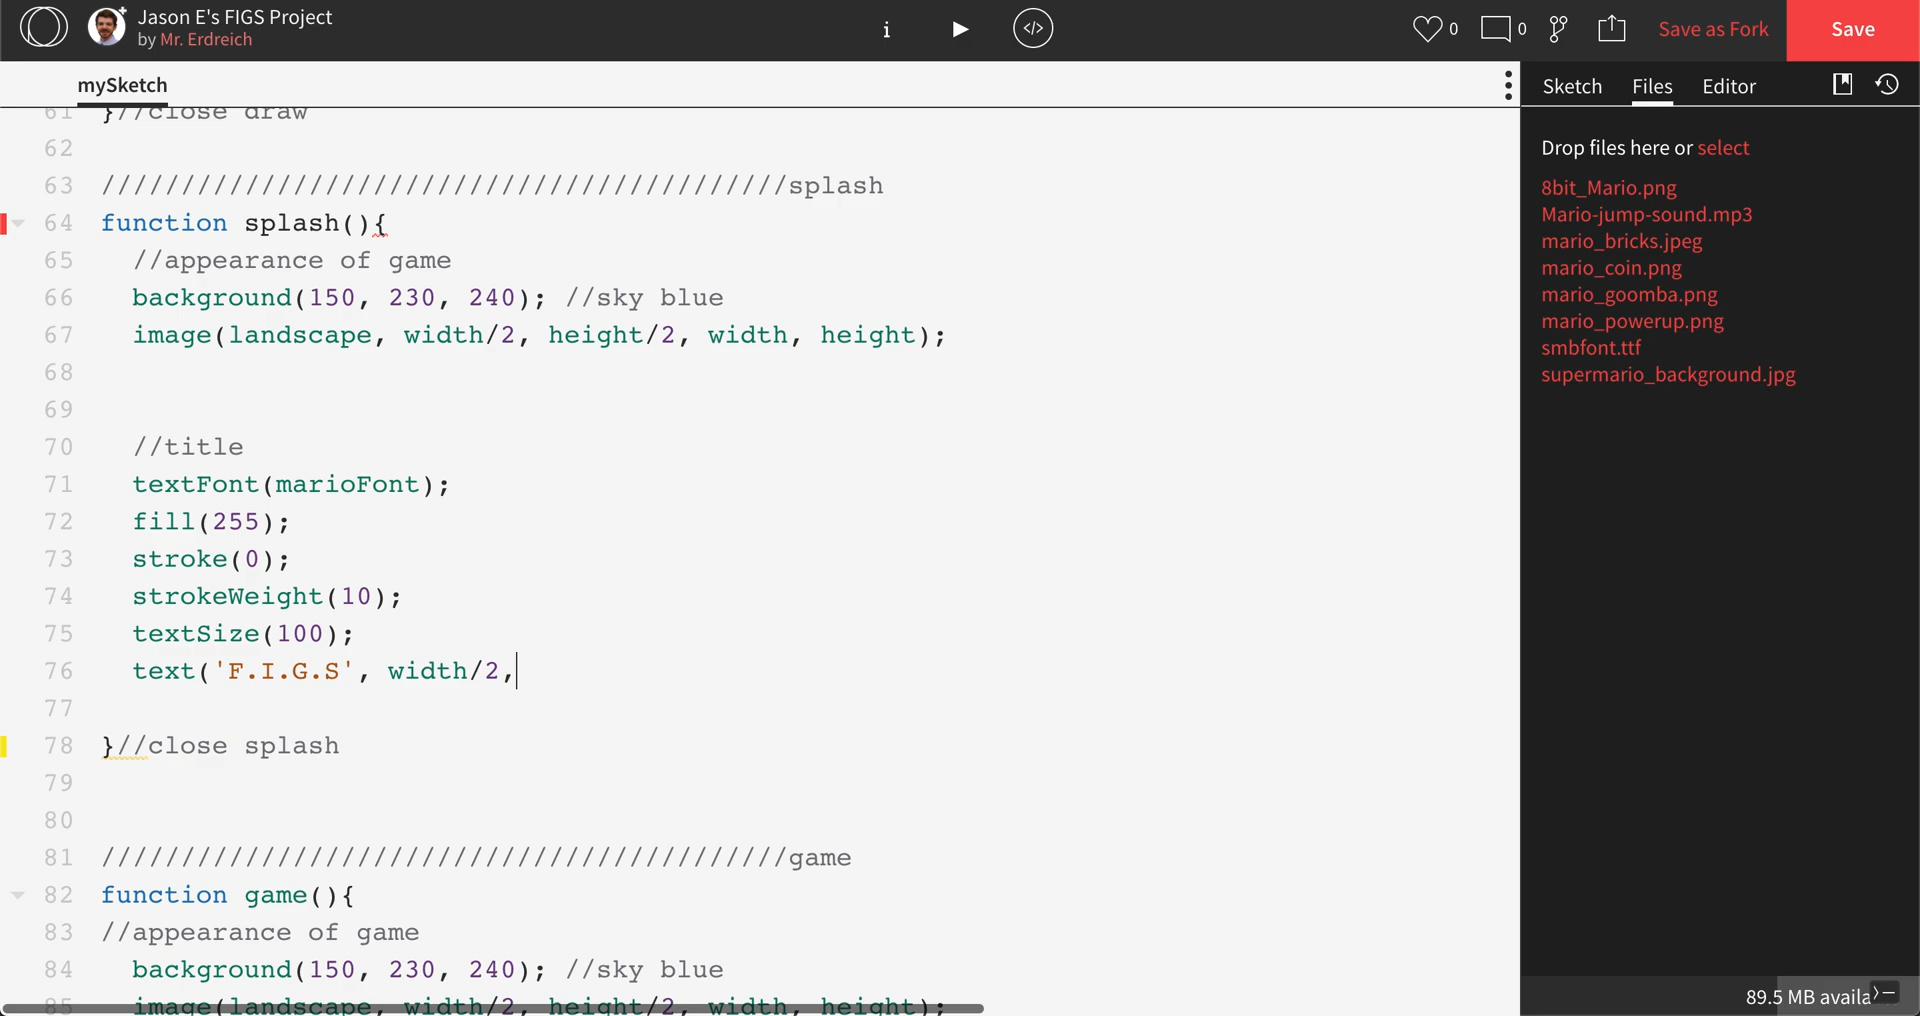 Jason E's FIGS Project
by Mr. Erdreich
i
</>
0
0
Save as Fork
Save
mySketch
Sketch Files Editor
61 }//close draw
62
63 ///////////////////////////////////////////splash
64 function splash(){
65 //appearance of game
66 background(150, 230, 240); //sky blue
67 image(landscape, width/2, height/2, width, height);
68
69
70 //title
71 textFont(marioFont);
72 fill(255);
73 stroke(0);
74 strokeWeight(10);
75 textSize(100);
76 text('F.I.G.S', width/2,
77
78 }//close splash
79
80
81 ///////////////////////////////////////////game
82 function game(){
83 //appearance of game
84 background(150, 230, 240); //sky blue
85 image(landscape, width/2, height/2, width, height);
Drop files here or select
8bit_Mario.png
Mario-jump-sound.mp3
mario_bricks.jpeg
mario_coin.png
mario_goomba.png
mario_powerup.png
smbfont.ttf
supermario_background.jpg
89.5 MB availa